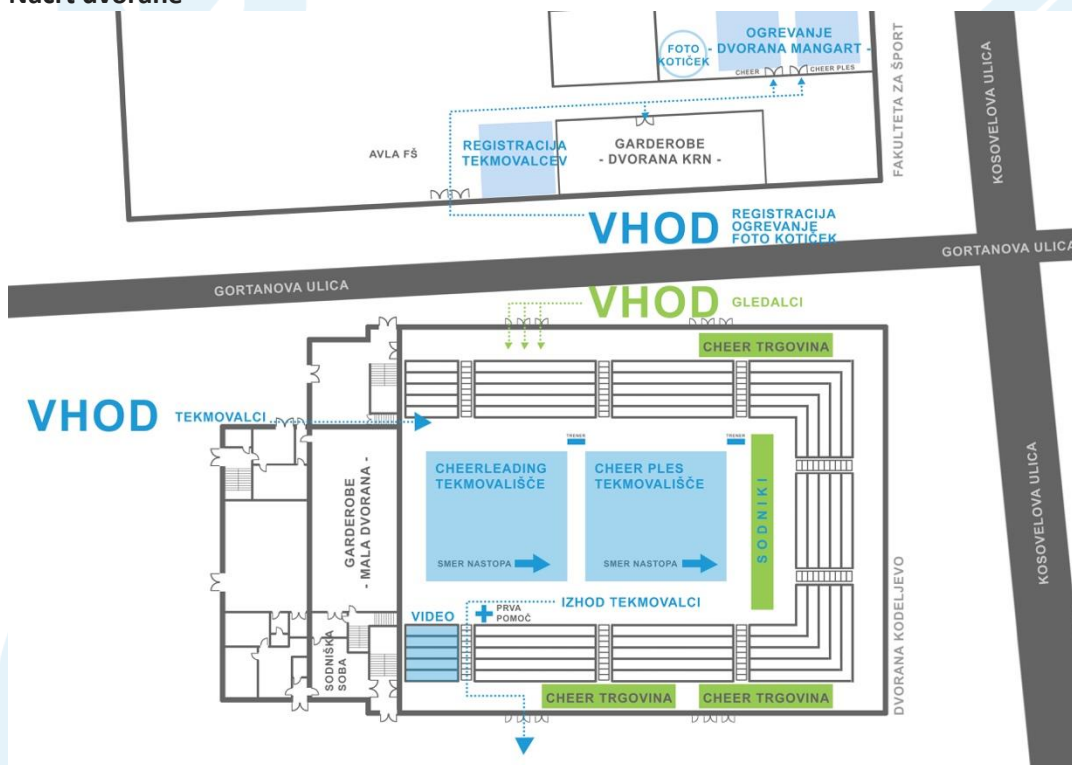 Načrt dvorane
FOTO
KOTIČEK
OGREVANJE
- DVORANA MANGART -
CHEER
CHEER PLES
FAKULTETA ZA ŠPORT
KOSOVELOVA ULICA
AVLA FŠ
REGISTRACIJA
TEKMOVALCEV
GARDEROBE
- DVORANA KRN -
VHOD
REGISTRACIJA
OGREVANJE
FOTO KOTIČEK
GORTANOVA ULICA
GORTANOVA ULICA
VHOD
GLEDALCI
CHEER TRGOVINA
VHOD
TEKMOVALCI
TRENER
TRENER
CHEERLEADING
TEKMOVALIŠČE
CHEER PLES
TEKMOVALIŠČE
SODNIKI
GARDEROBE
- MALA DVORANA -
SMER NASTOPA
SMER NASTOPA
KOSOVELOVA ULICA
IZHOD TEKMOVALCI
VIDEO
PRVA
POMOČ
SODNIŠKA
SOBA
DVORANA KODELJEVO
CHEER TRGOVINA
CHEER TRGOVINA